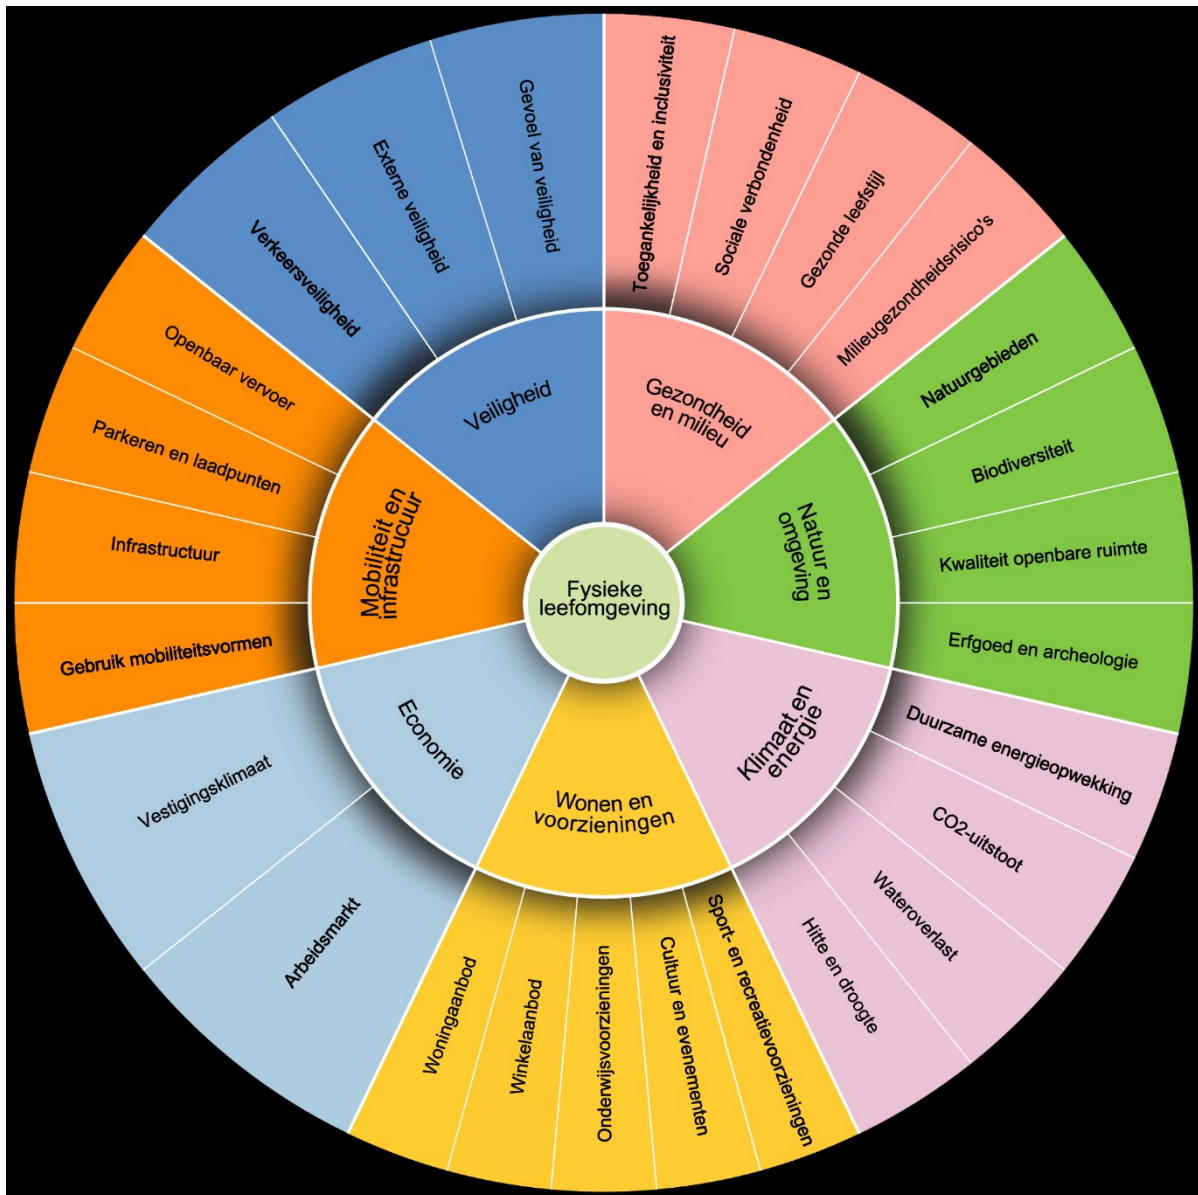 Fysieke
leefomgeving
Gezondheid
en milieu
Toegankelijkheid en inclusiviteit
Sociale verbondenheid
Gezonde leefstijl
Milieugezondheidsrisico's
Natuur en
omgeving
Natuurgebieden
Biodiversiteit
Kwaliteit openbare ruimte
Erfgoed en archeologie
Klimaat en
energie
Duurzame energieopwekking
CO2-uitstoot
Wateroverlast
Hitte en droogte
Wonen en
voorzieningen
Sport- en recreatievoorzieningen
Cultuur en evenementen
Onderwijsvoorzieningen
Winkelaanbod
Woningaanbod
Economie
Arbeidsmarkt
Vestigingsklimaat
Mobiliteit en
infrastrucuur
Gebruik mobiliteitsvormen
Infrastructuur
Parkeren en laadpunten
Openbaar vervoer
Veiligheid
Verkeersveiligheid
Externe veiligheid
Gevoel van veiligheid